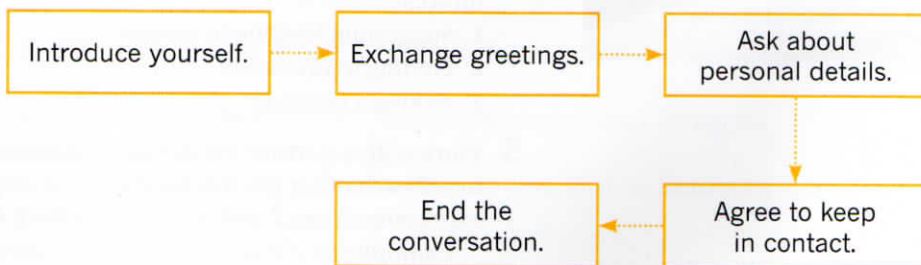 Introduce yourself.
Exchange greetings.
Ask about
personal details.
Agree to keep
in contact.
End the
conversation.